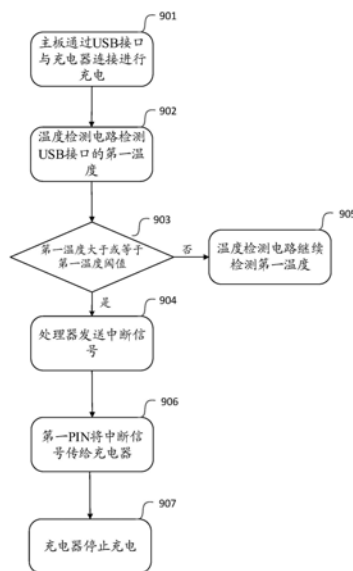 901
主板通过USB接口
与充电器连接进行
充电
902
温度检测电路检测
USB接口的第一温
度
903
第一温度大于或等于
第一温度阈值
否
905
温度检测电路继续
检测第一温度
是
904
处理器发送中断信
号
906
第一PIN将中断信
号传给充电器
907
充电器停止充电